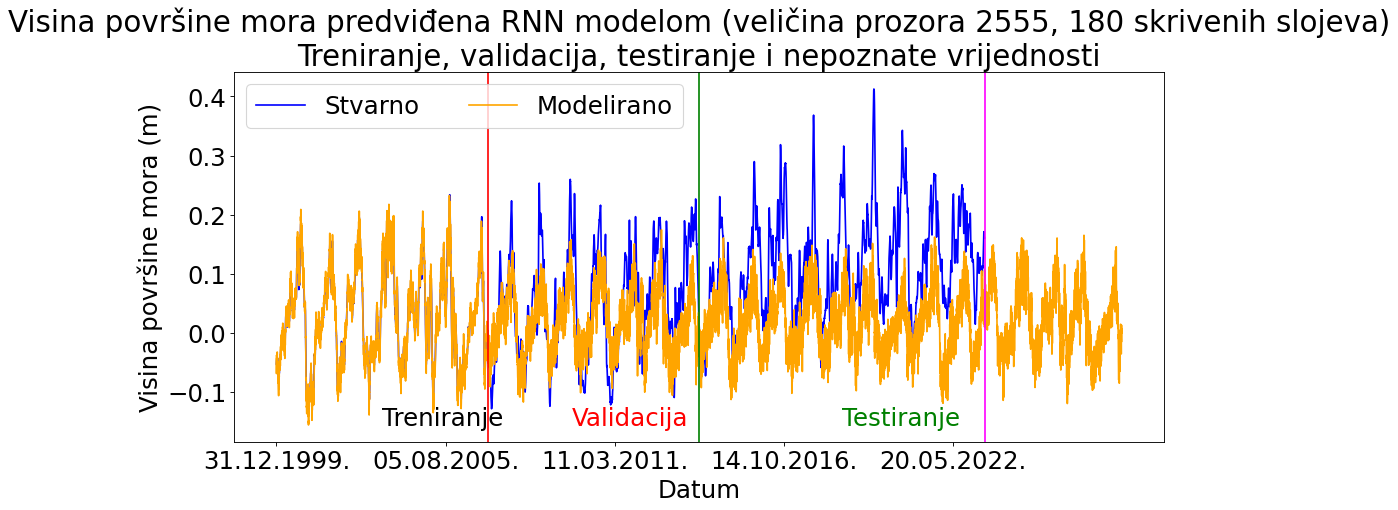 Visina površine mora predviđena RNN modelom (veličina prozora 2555, 180 skrivenih slojeva)
Treniranje, validacija, testiranje i nepoznate vrijednosti
Stvarno
Modelirano
Visina površine mora (m)
0.4
0.3
0.2
0.1
0.0
−0.1
Treniranje
Validacija
Testiranje
31.12.1999.
05.08.2005.
11.03.2011.
14.10.2016.
20.05.2022.
Datum